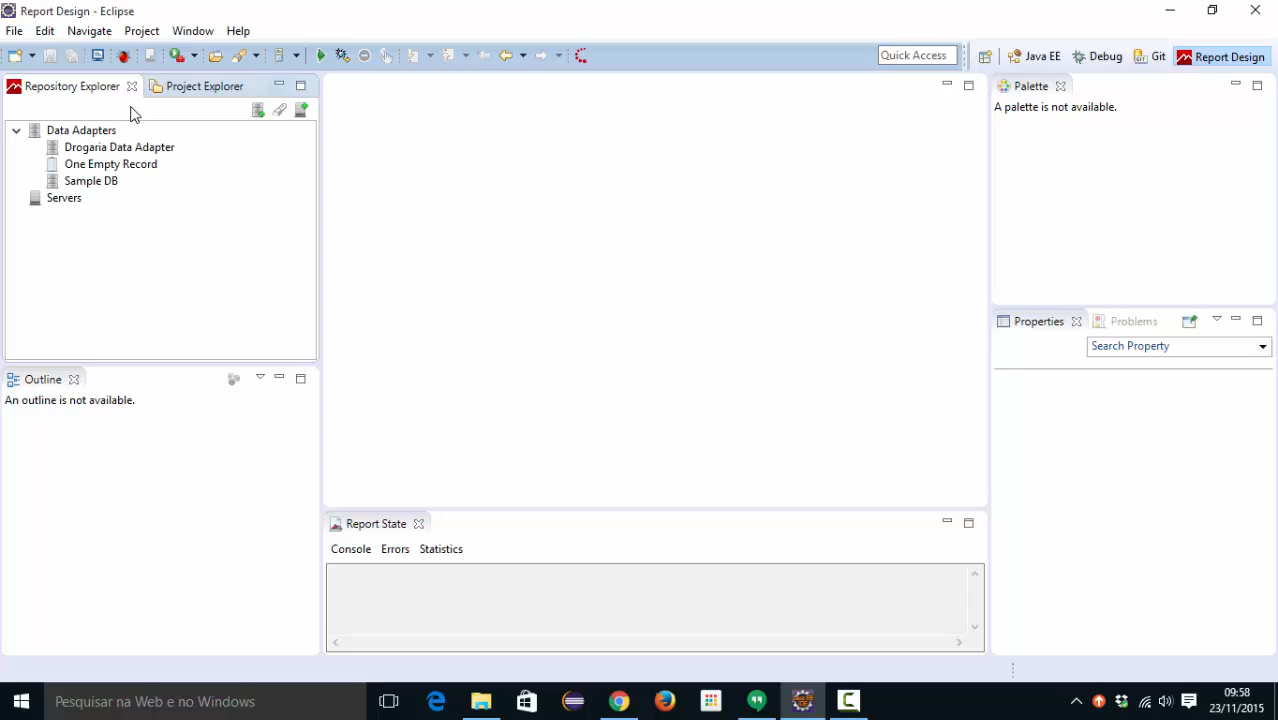 Report Design - Eclipse
File Edit Navigate Project Window Help
Quick Access
Java EE Debug Git Report Design
Repository Explorer Project Explorer
Data Adapters
Drogaria Data Adapter
One Empty Record
Sample DB
Servers
Palette
A palette is not available.
Properties Problems
Search Property
Outline
An outline is not available.
Report State
Console Errors Statistics
Pesquisar na Web e no Windows
09:58
23/11/2015